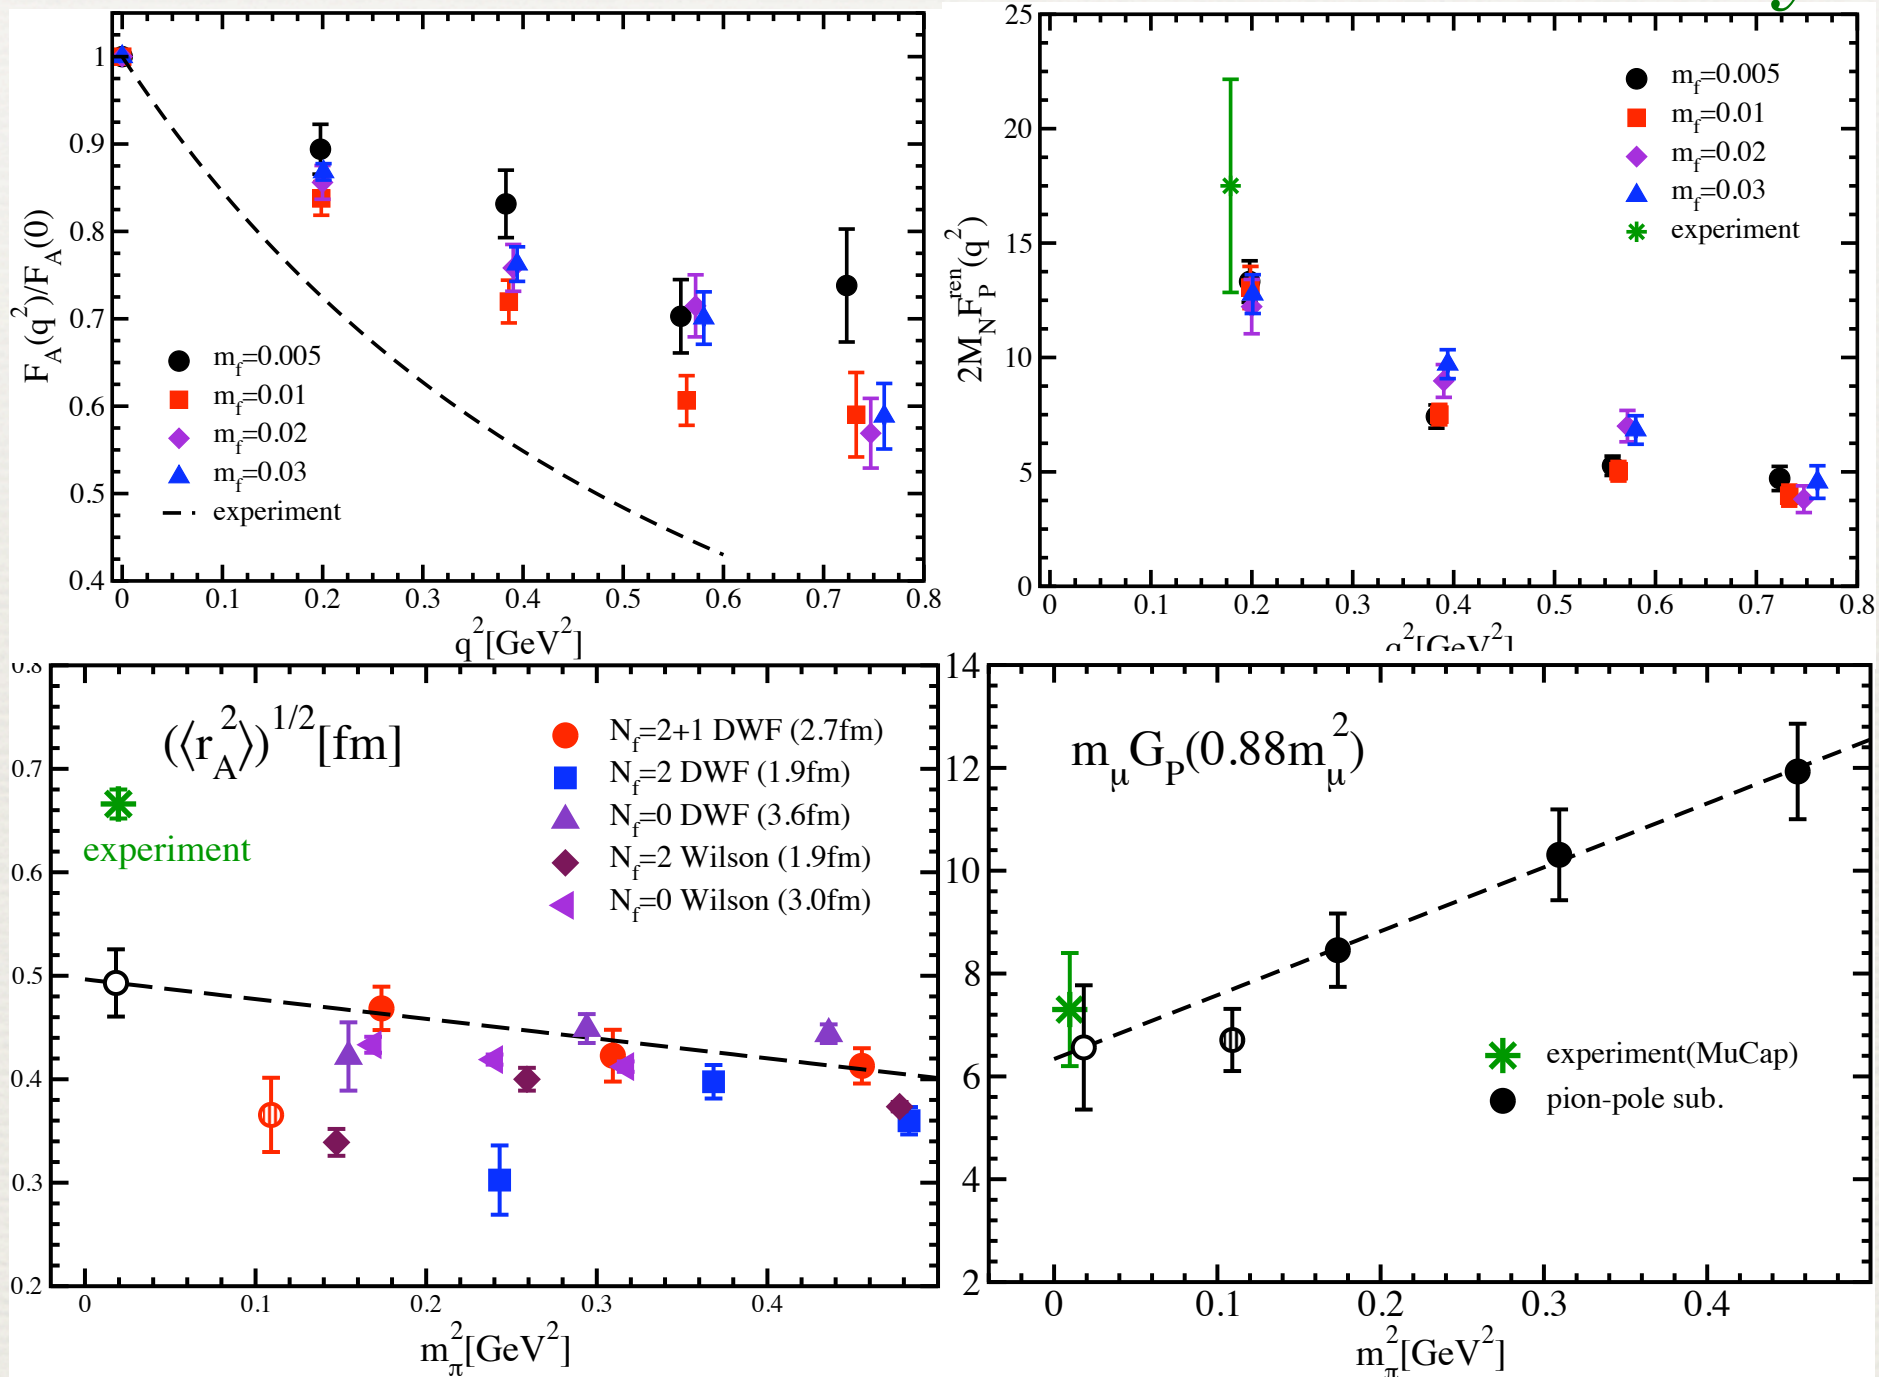 1
0.9
0.8
0.7
0.6
0.5
0.4
F_A(q^2)/F_A(0)
m_f=0.005
m_f=0.01
m_f=0.02
m_f=0.03
experiment
0 0.1 0.2 0.3 0.4 0.5 0.6 0.7 0.8
q^2[GeV^2]
25
20
15
10
5
0
2M_N F_P^ren(q^2)
m_f=0.005
m_f=0.01
m_f=0.02
m_f=0.03
experiment
0 0.1 0.2 0.3 0.4 0.5 0.6 0.7 0.8
q^2[GeV^2]
0.8
0.7
0.6
0.5
0.4
0.3
0.2
(⟨r_A^2⟩)^1/2[fm]
N_f=2+1 DWF (2.7fm)
N_f=2 DWF (1.9fm)
N_f=0 DWF (3.6fm)
N_f=2 Wilson (1.9fm)
N_f=0 Wilson (3.0fm)
experiment
0 0.1 0.2 0.3 0.4
m_π^2[GeV^2]
14
12
10
8
6
4
2
m_μG_P(0.88m_μ^2)
experiment(MuCap)
pion-pole sub.
0 0.1 0.2 0.3 0.4
m_π^2[GeV^2]